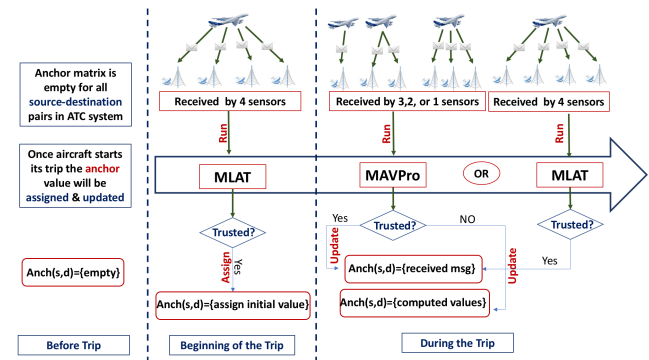 Anchor matrix is
empty for all
source-destination
pairs in ATC system
Once aircraft starts
its trip the anchor
value will be
assigned & updated
Anch(s,d)={empty}
Before Trip
Received by 4 sensors
Run
MLAT
Trusted?
Assign
Yes
Anch(s,d)={assign initial value}
Beginning of the Trip
Received by 3,2, or 1 sensors
Received by 4 sensors
Run
Run
MAVPro
OR
MLAT
Yes
Trusted?
NO
Trusted?
Update
Update
Yes
Anch(s,d)={received msg}
Anch(s,d)={computed values}
During the Trip